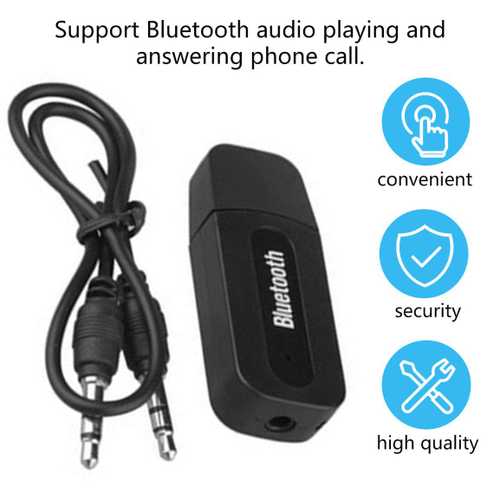 Support Bluetooth audio playing and
answering phone call.
convenient
Bluetooth
security
high quality